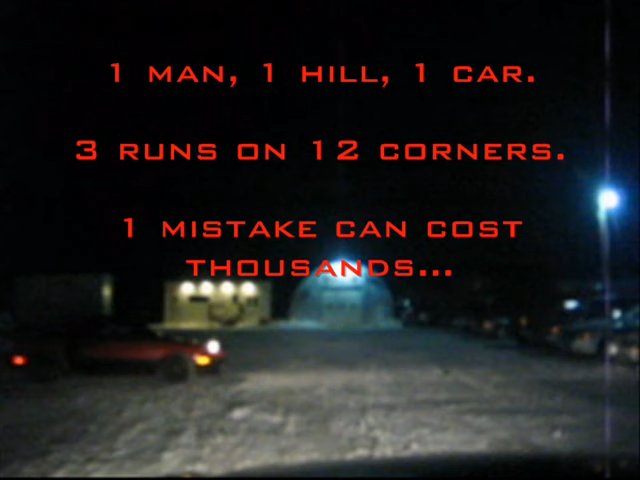 1 MAN, 1 HILL, 1 CAR.
3 RUNS ON 12 CORNERS.
1 MISTAKE CAN COST
THOUSANDS...